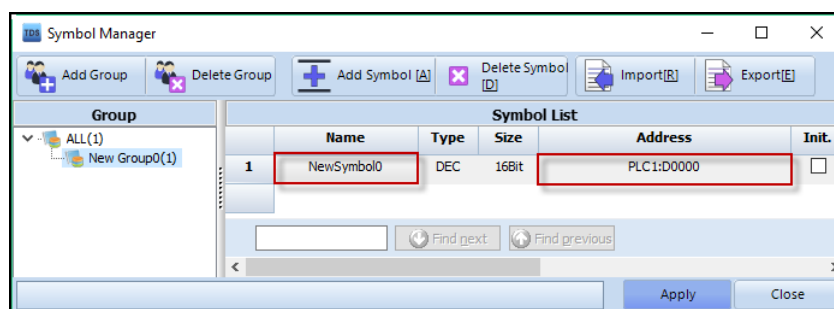 TDS Symbol Manager
Add Group Delete Group Add Symbol [A] Delete Symbol [D] Import[R] Export[E]
Group Symbol List
Name Type Size Address Init.
ALL(1)
New Group0(1)
1 NewSymbol0 DEC 16Bit PLC1:D0000
Find next Find previous
Apply Close